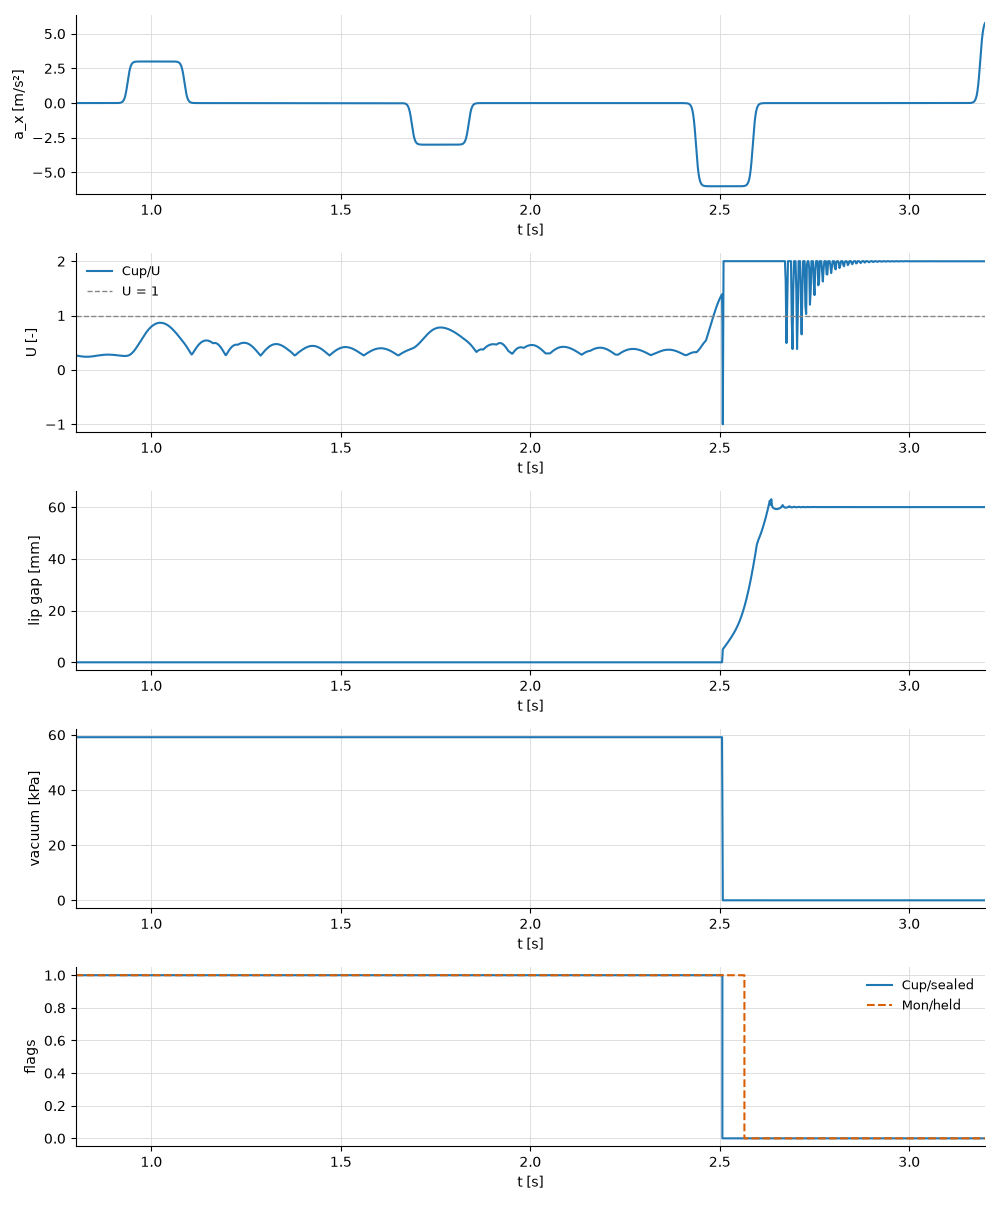 a_x [m/s²]
5.0
2.5
0.0
−2.5
−5.0
1.0 1.5 2.0 2.5 3.0
t [s]
U [-]
2
1
0
−1
Cup/U
U = 1
1.0 1.5 2.0 2.5 3.0
t [s]
lip gap [mm]
60
40
20
0
1.0 1.5 2.0 2.5 3.0
t [s]
vacuum [kPa]
60
40
20
0
1.0 1.5 2.0 2.5 3.0
t [s]
flags
1.0
0.8
0.6
0.4
0.2
0.0
Cup/sealed
Mon/held
1.0 1.5 2.0 2.5 3.0
t [s]